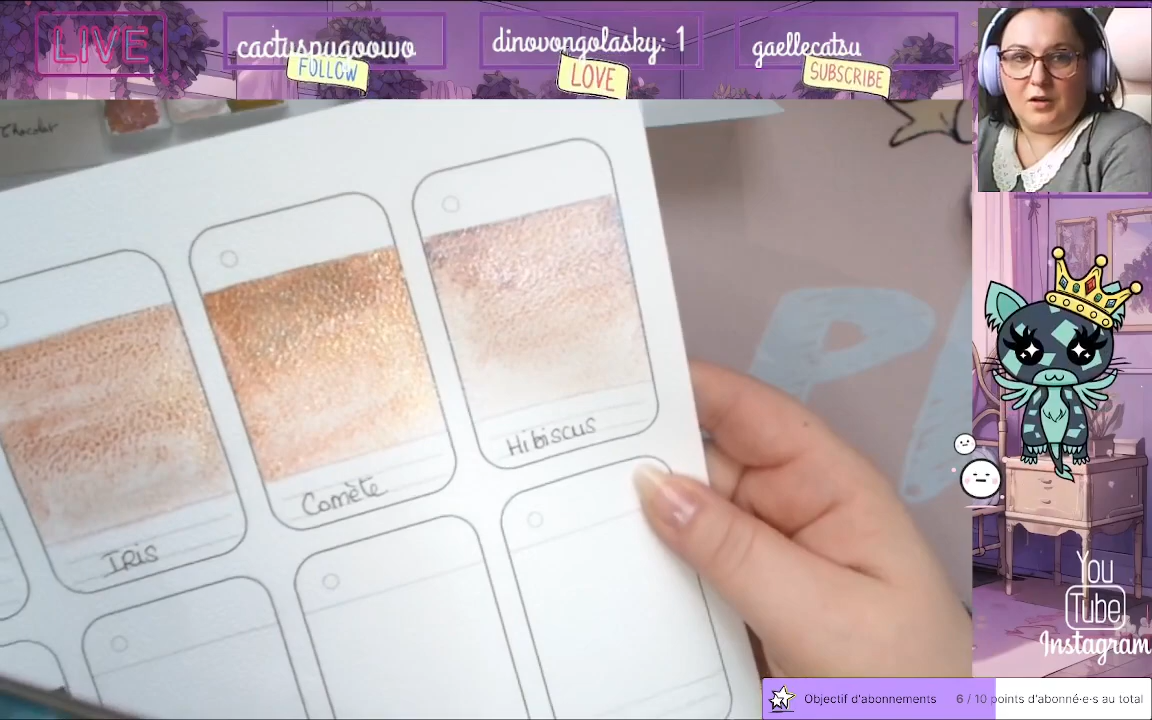 LIVE
cactuspugoowo
FOLLOW
dinovongolasky: 1
LOVE
gaellecatsu
SUBSCRIBE
Chocolat
Hibiscus
Comète
IRIS
You
Tube
Instagram
Objectif d'abonnements 6 / 10 points d'abonné·e·s au total